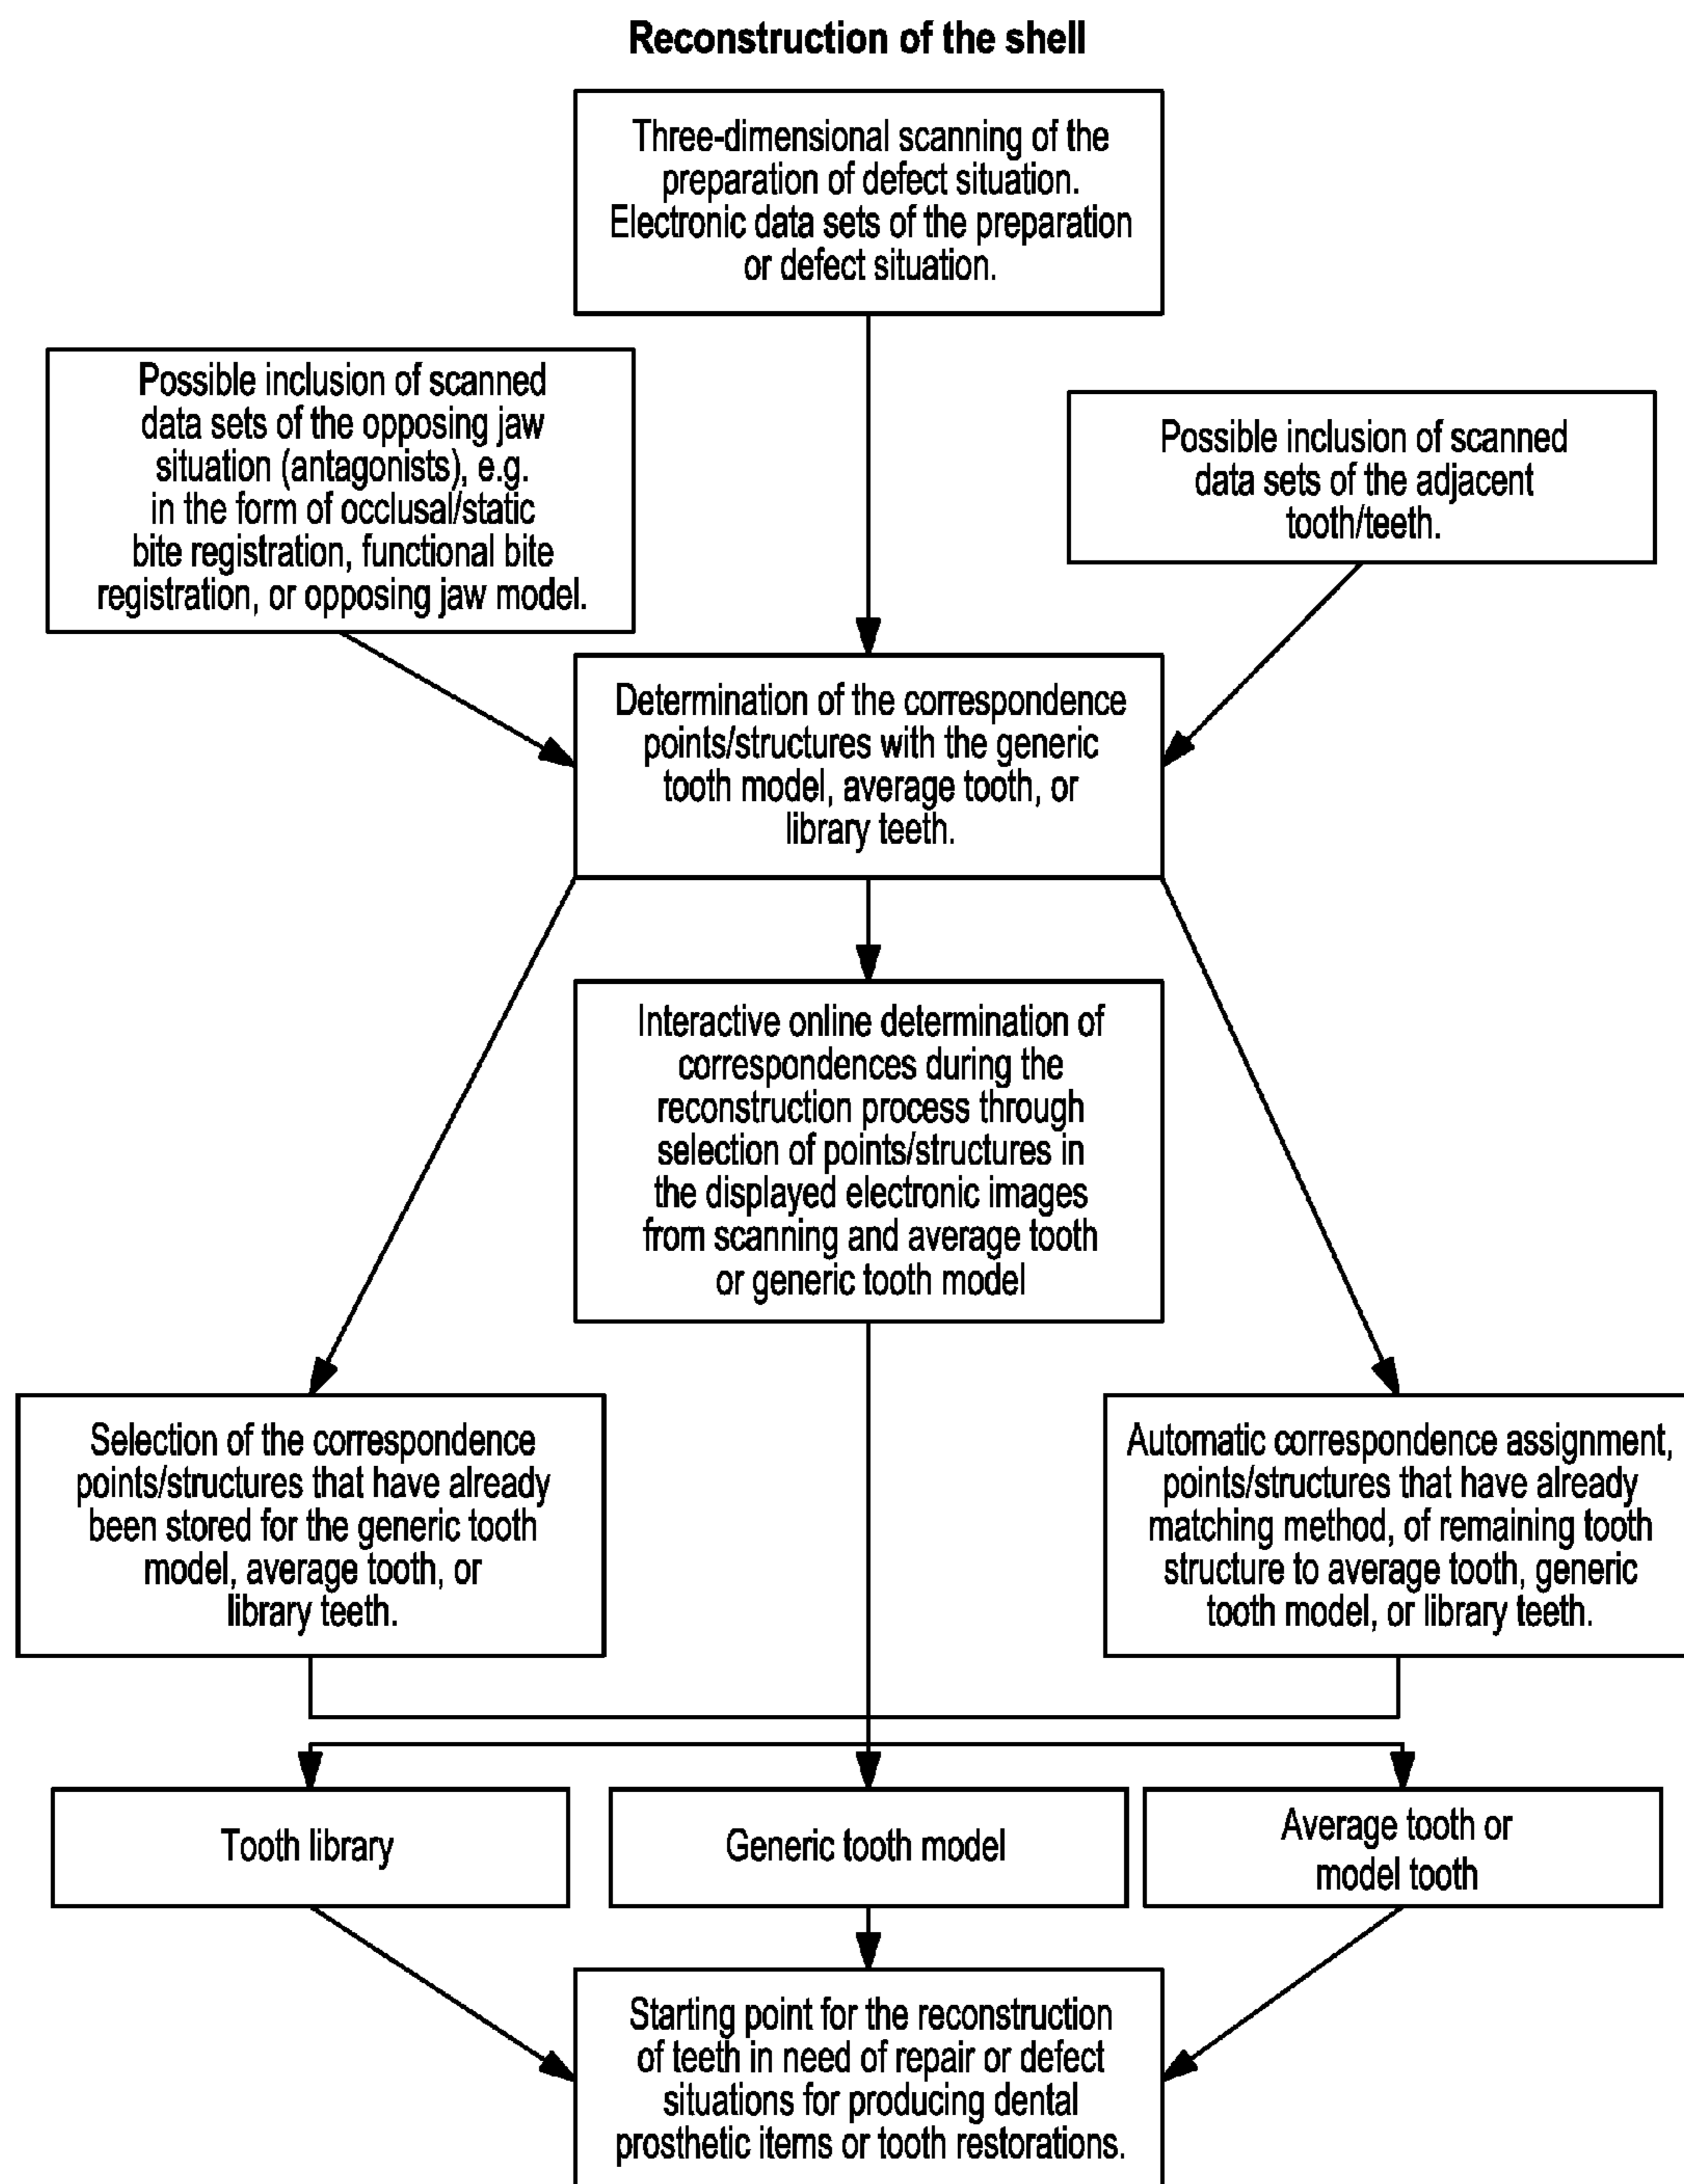 Reconstruction of the shell
Three-dimensional scanning of the
preparation of defect situation.
Electronic data sets of the preparation
or defect situation.
Possible inclusion of scanned
data sets of the opposing jaw
situation (antagonists), e.g.
in the form of occlusal/static
bite registration, functional bite
registration, or opposing jaw model.
Possible inclusion of scanned
data sets of the adjacent
tooth/teeth.
Determination of the correspondence
points/structures with the generic
tooth model, average tooth, or
library teeth.
Interactive online determination of
correspondences during the
reconstruction process through
selection of points/structures in
the displayed electronic images
from scanning and average tooth
or generic tooth model
Selection of the correspondence
points/structures that have already
been stored for the generic tooth
model, average tooth, or
library teeth.
Automatic correspondence assignment,
points/structures that have already
matching method, of remaining tooth
structure to average tooth, generic
tooth model, or library teeth.
Tooth library
Generic tooth model
Average tooth or
model tooth
Starting point for the reconstruction
of teeth in need of repair or defect
situations for producing dental
prosthetic items or tooth restorations.